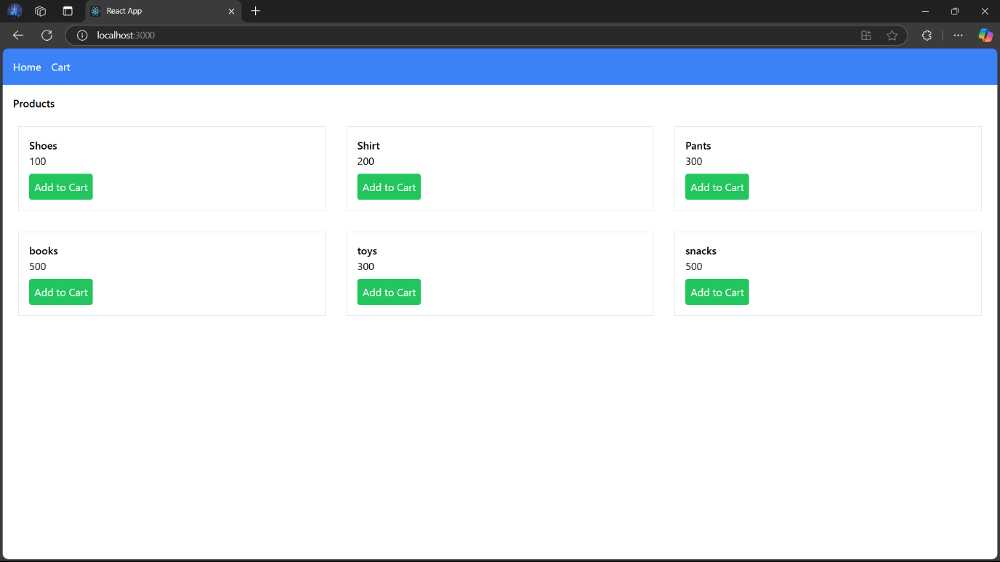 React App
localhost:3000
Home Cart
Products
Shoes
100
Add to Cart
Shirt
200
Add to Cart
Pants
300
Add to Cart
books
500
Add to Cart
toys
300
Add to Cart
snacks
500
Add to Cart